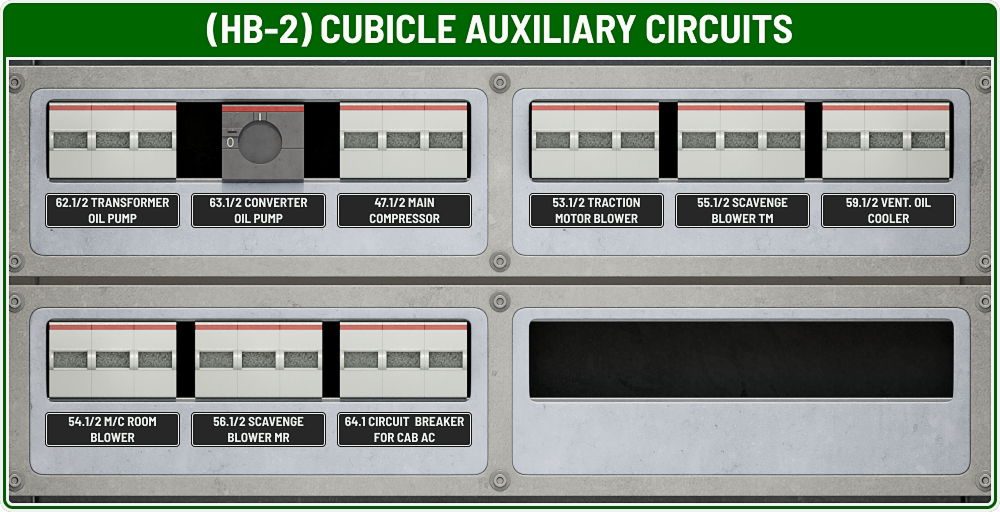 (HB-2) CUBICLE AUXILIARY CIRCUITS
I
0
62.1/2 TRANSFORMER
OIL PUMP
63.1/2 CONVERTER
OIL PUMP
47.1/2 MAIN
COMPRESSOR
53.1/2 TRACTION
MOTOR BLOWER
55.1/2 SCAVENGE
BLOWER TM
59.1/2 VENT. OIL
COOLER
54.1/2 M/C ROOM
BLOWER
56.1/2 SCAVENGE
BLOWER MR
64.1 CIRCUIT BREAKER
FOR CAB AC